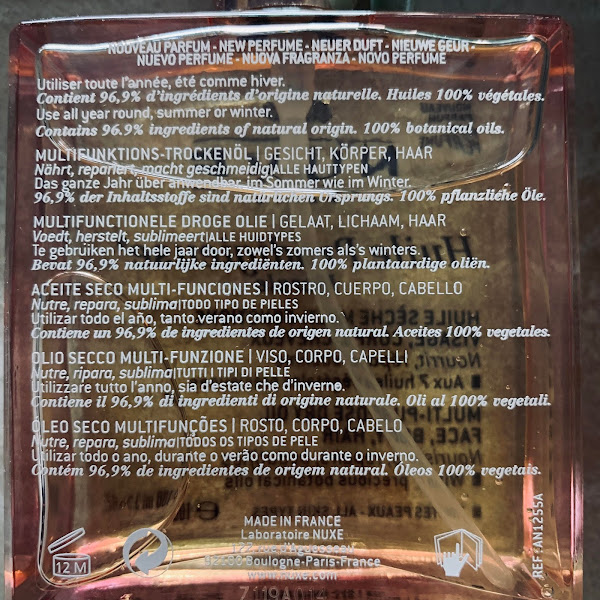 NOUVEAU PARFUM - NEW PERFUME - NEUER DUFT - NIEUWE GEUR
NUEVO PERFUME - NUOVA FRAGRANZA - NOVO PERFUME
Utiliser toute l'année, été comme hiver.
Contient 96,9% d'ingrédients d'origine naturelle. Huiles 100% végétales.
Use all year round, summer or winter.
Contains 96.9% ingredients of natural origin. 100% botanical oils.
MULTIFUNKTIONS-TROCKENÖL | GESICHT, KÖRPER, HAAR
Nährt, repariert, macht geschmeidig|ALLE HAUTTYPEN
Das ganze Jahr über anwendbar, im Sommer wie im Winter.
96,9% der Inhaltsstoffe sind natürlichen Ursprungs. 100% pflanzliche Öle.
MULTIFUNCTIONELE DROGE OLIE | GELAAT, LICHAAM, HAAR
Voedt, herstelt, sublimeert|ALLE HUIDTYPES
Te gebruiken het hele jaar door, zowel's zomers als's winters.
Bevat 96,9% natuurlijke ingrediënten. 100% plantaardige oliën.
ACEITE SECO MULTI-FUNCIONES | ROSTRO, CUERPO, CABELLO
Nutre, repara, sublima|TODO TIPO DE PIELES
Utilizar todo el año, tanto verano como invierno.
Contiene un 96,9% de ingredientes de origen natural. Aceites 100% vegetales.
OLIO SECCO MULTI-FUNZIONE | VISO, CORPO, CAPELLI
Nutre, ripara, sublima|TUTTI I TIPI DI PELLE
Utilizzare tutto l'anno, sia d'estate che d'inverno.
Contiene il 96,9% di ingredienti di origine naturale. Oli al 100% vegetali.
ÓLEO SECO MULTIFUNÇÕES | ROSTO, CORPO, CABELO
Nutre, repara, sublima|TODOS OS TIPOS DE PELE
Utilizar todo o ano, durante o verão como durante o inverno.
Contém 96,9% de ingredientes de origem natural. Óleos 100% vegetais.
MADE IN FRANCE
Laboratoire NUXE
92100 Boulogne-Paris-France
www.nuxe.com
12 M
REF : AN1255A